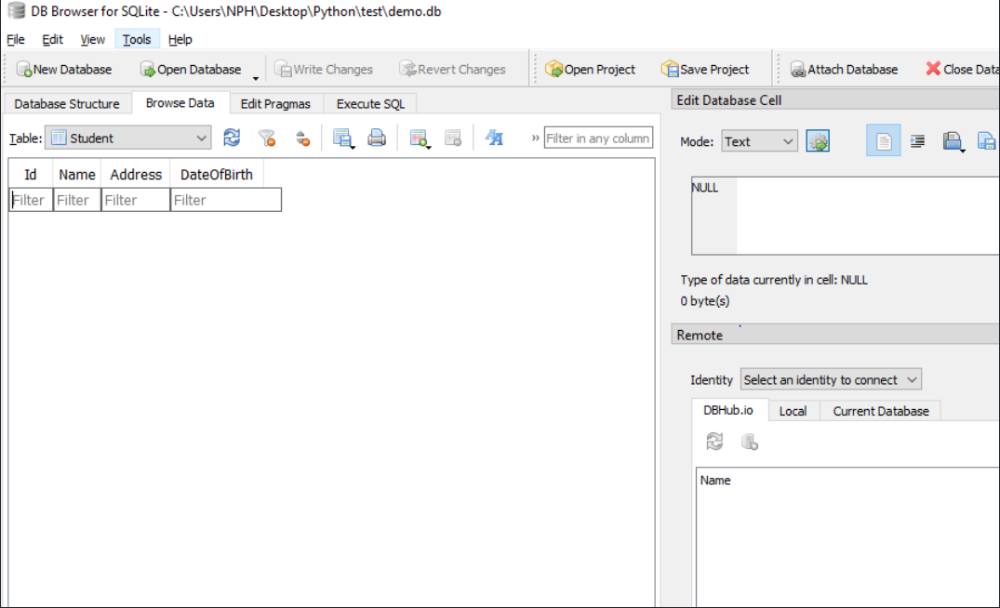 DB Browser for SQLite - C:\Users\NPH\Desktop\Python\test\demo.db
File Edit View Tools Help
New Database Open Database Write Changes Revert Changes Open Project Save Project Attach Database Close Data
Database Structure Browse Data Edit Pragmas Execute SQL
Table: Student » Filter in any column
Id Name Address DateOfBirth
Filter Filter Filter Filter
Edit Database Cell
Mode: Text
NULL
Type of data currently in cell: NULL
0 byte(s)
Remote
Identity Select an identity to connect
DBHub.io Local Current Database
Name